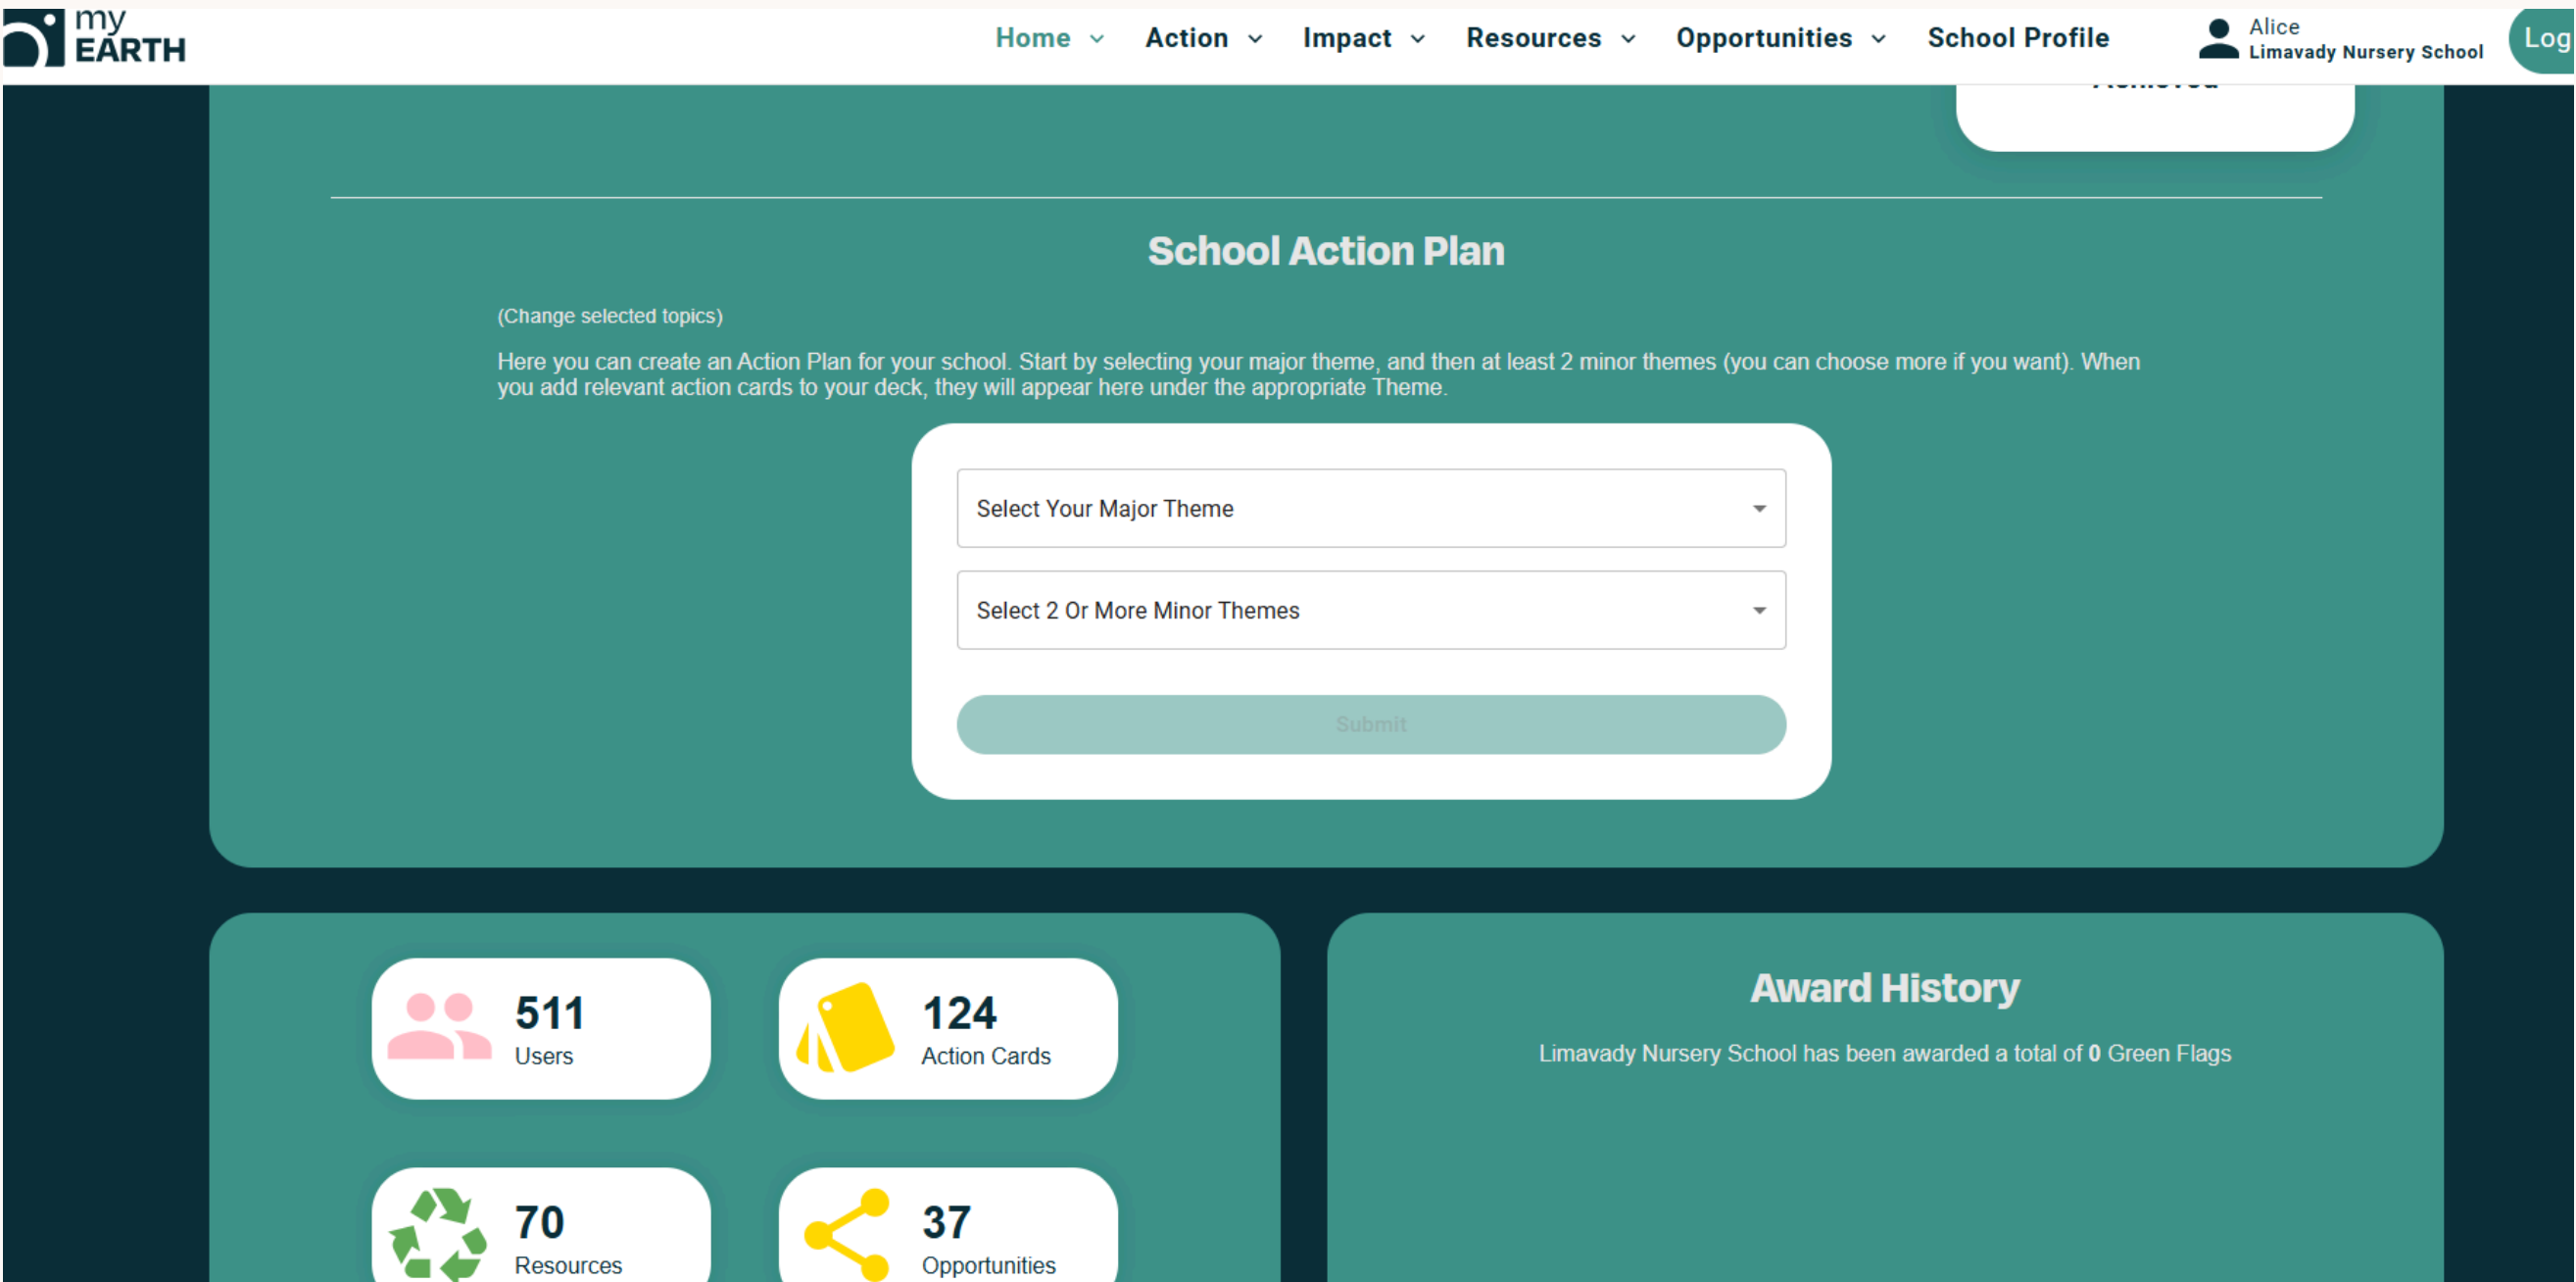 my
EARTH
Home
Action
Impact
Resources
Opportunities
School Profile
Alice
Limavady Nursery School
Log
School Action Plan
(Change selected topics)
Here you can create an Action Plan for your school. Start by selecting your major theme, and then at least 2 minor themes (you can choose more if you want). When
you add relevant action cards to your deck, they will appear here under the appropriate Theme.
Select Your Major Theme
Select 2 Or More Minor Themes
Submit
511
Users
124
Action Cards
70
Resources
37
Opportunities
Award History
Limavady Nursery School has been awarded a total of 0 Green Flags